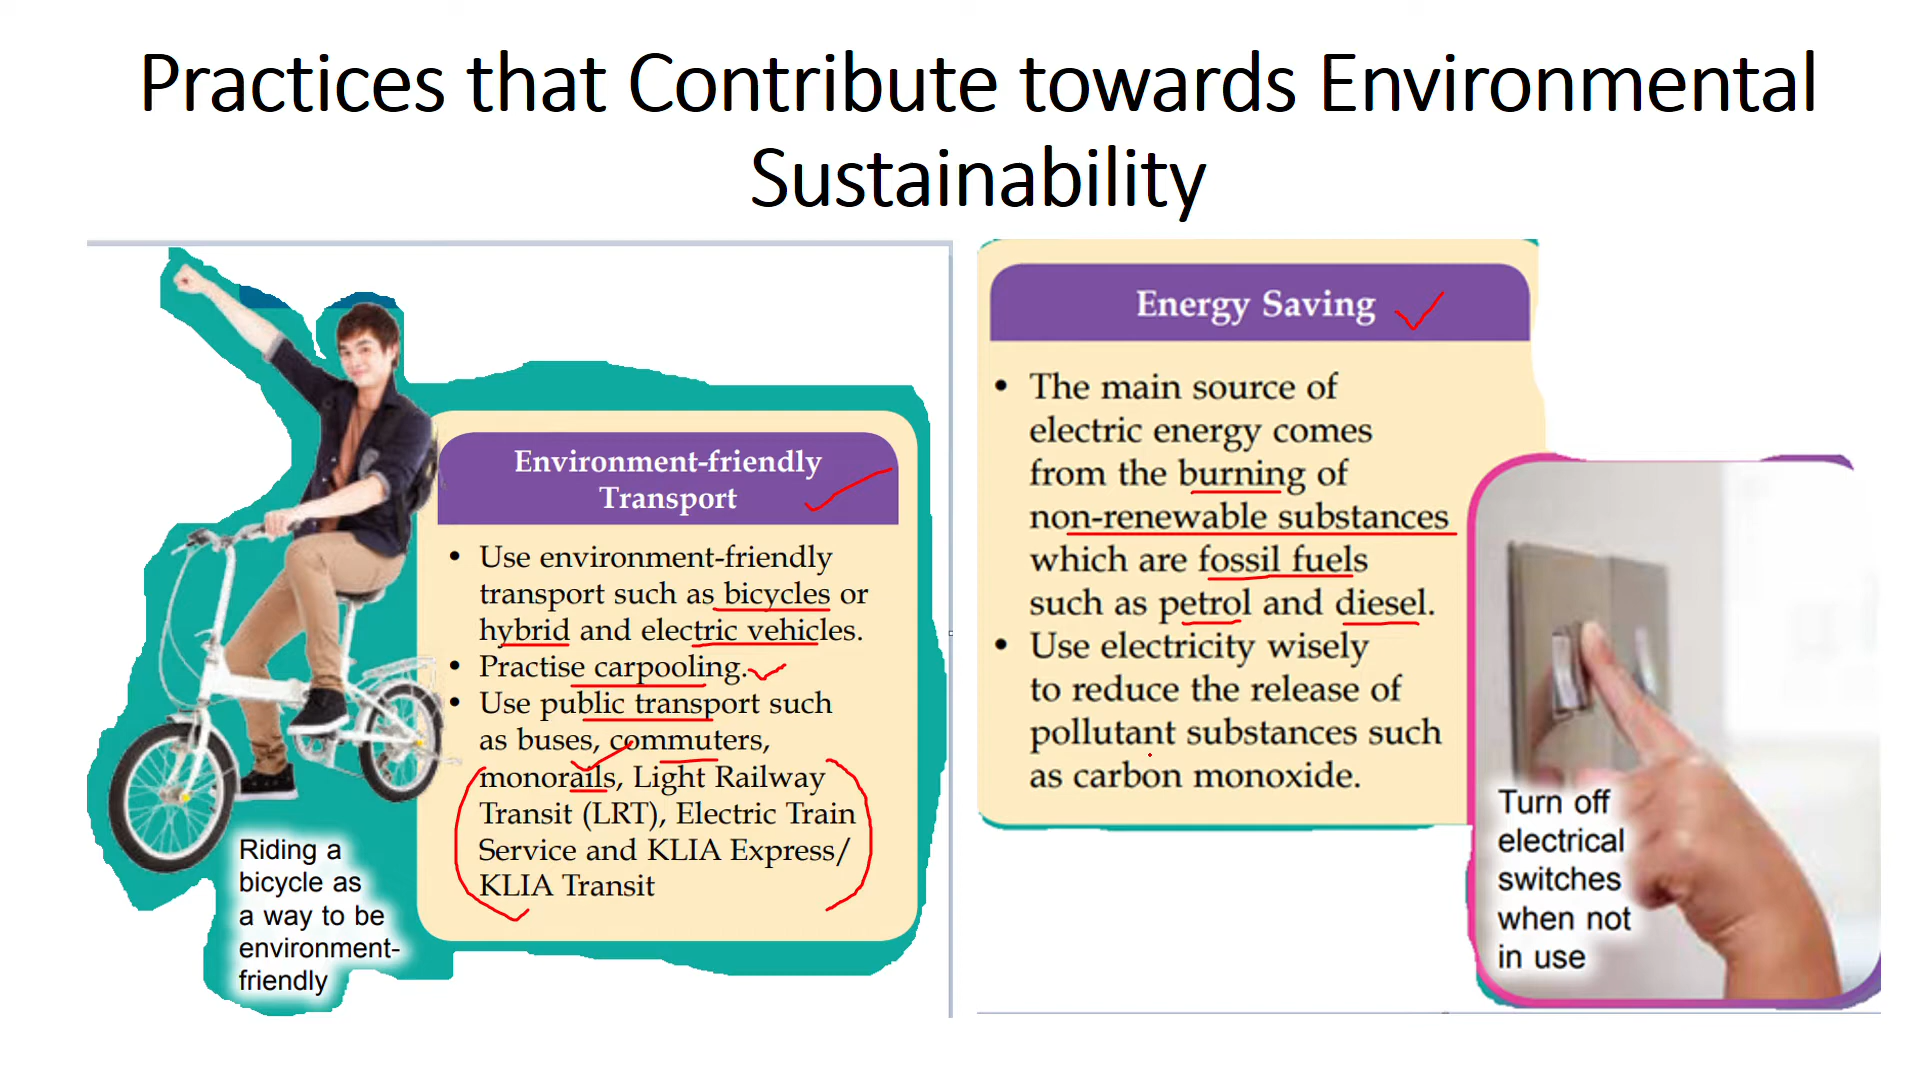 Practices that Contribute towards Environmental
Sustainability
Environment-friendly
Transport
• Use environment-friendly
transport such as bicycles or
hybrid and electric vehicles.
• Practise carpooling.
• Use public transport such
as buses, commuters,
monorails, Light Railway
Transit (LRT), Electric Train
Service and KLIA Express/
KLIA Transit
Riding a
bicycle as
a way to be
environment-
friendly
Energy Saving
• The main source of
electric energy comes
from the burning of
non-renewable substances
which are fossil fuels
such as petrol and diesel.
• Use electricity wisely
to reduce the release of
pollutant substances such
as carbon monoxide.
Turn off
electrical
switches
when not
in use